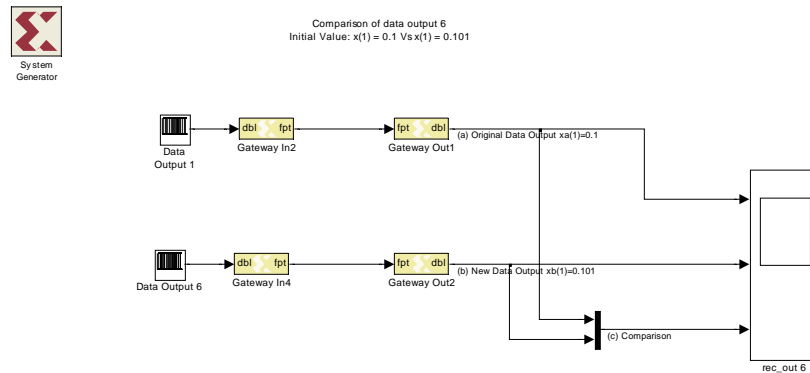 Comparison of data output 6
Initial Value: x(1) = 0.1 Vs x(1) = 0.101
System
Generator
dbl fpt
fpt dbl
(a) Original Data Output xa(1)=0.1
Data
Output 1
Gateway In2
Gateway Out1
dbl fpt
fpt dbl
(b) New Data Output xb(1)=0.101
Data Output 6
Gateway In4
Gateway Out2
(c) Comparison
rec_out 6